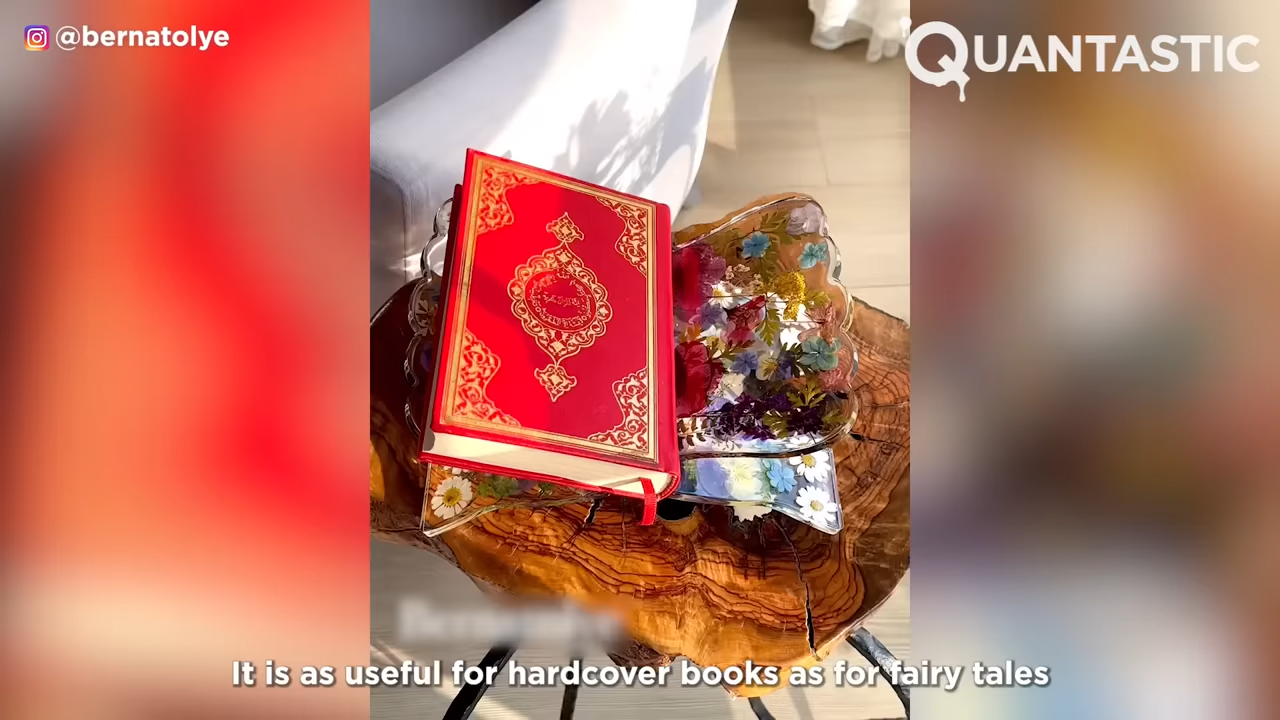 @bernatolye
QUANTASTIC
It is as useful for hardcover books as for fairy tales